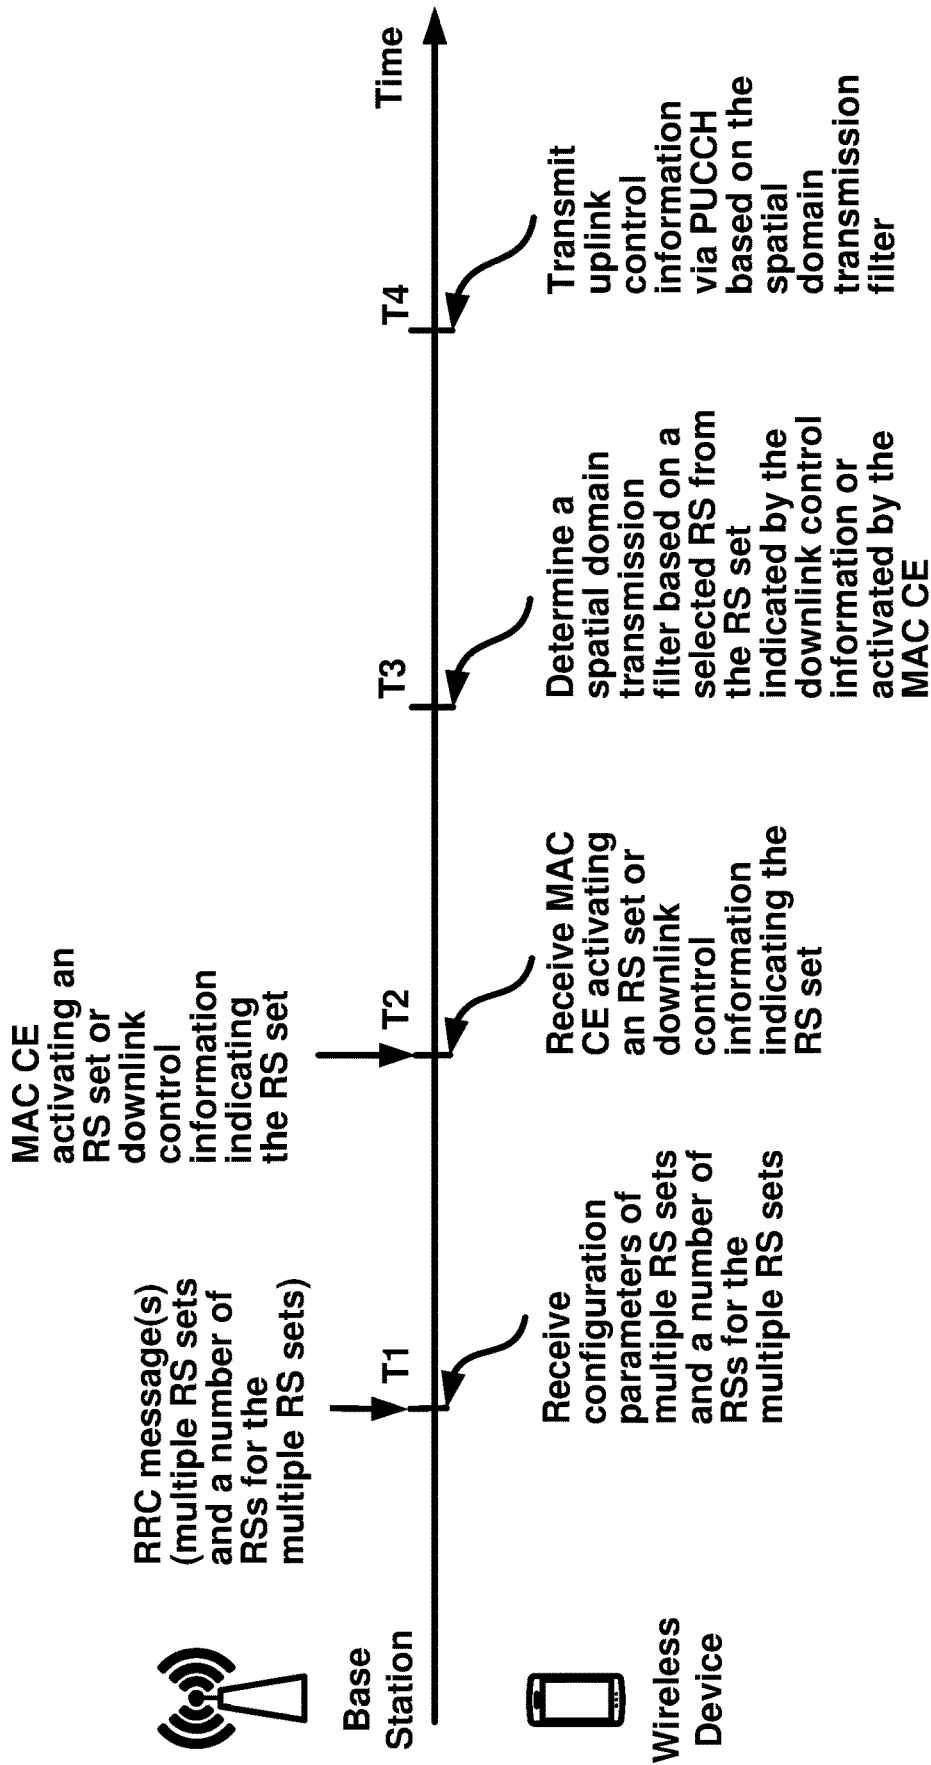 Base
Station
RRC message(s)
(multiple RS sets
and a number of
RSs for the
multiple RS sets)
MAC CE
activating an
RS set or
downlink
control
information
indicating
the RS set
T1
T2
T3
T4
Time
Wireless
Device
Receive
configuration
parameters of
multiple RS sets
and a number of
RSs for the
multiple RS sets
Receive MAC
CE activating
an RS set or
downlink
control
information
indicating the
RS set
Determine a
spatial domain
transmission
filter based on a
selected RS from
the RS set
indicated by the
downlink control
information or
activated by the
MAC CE
Transmit
uplink
control
information
via PUCCH
based on the
spatial
domain
transmission
filter